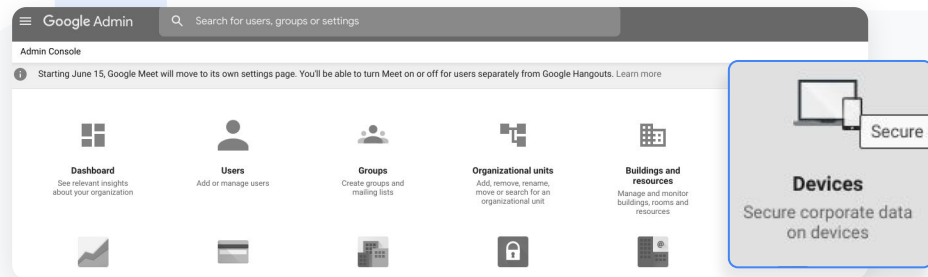 Google Admin
Search for users, groups or settings
Admin Console
Starting June 15, Google Meet will move to its own settings page. You'll be able to turn Meet on or off for users separately from Google Hangouts. Learn more
Dashboard
See relevant insights
about your organization
Users
Add or manage users
Groups
Create groups and
mailing lists
Organizational units
Add, remove, rename,
move or search for an
organizational unit
Buildings and
resources
Manage and monitor
buildings, rooms and
resources
Secure
Devices
Secure corporate data
on devices
@